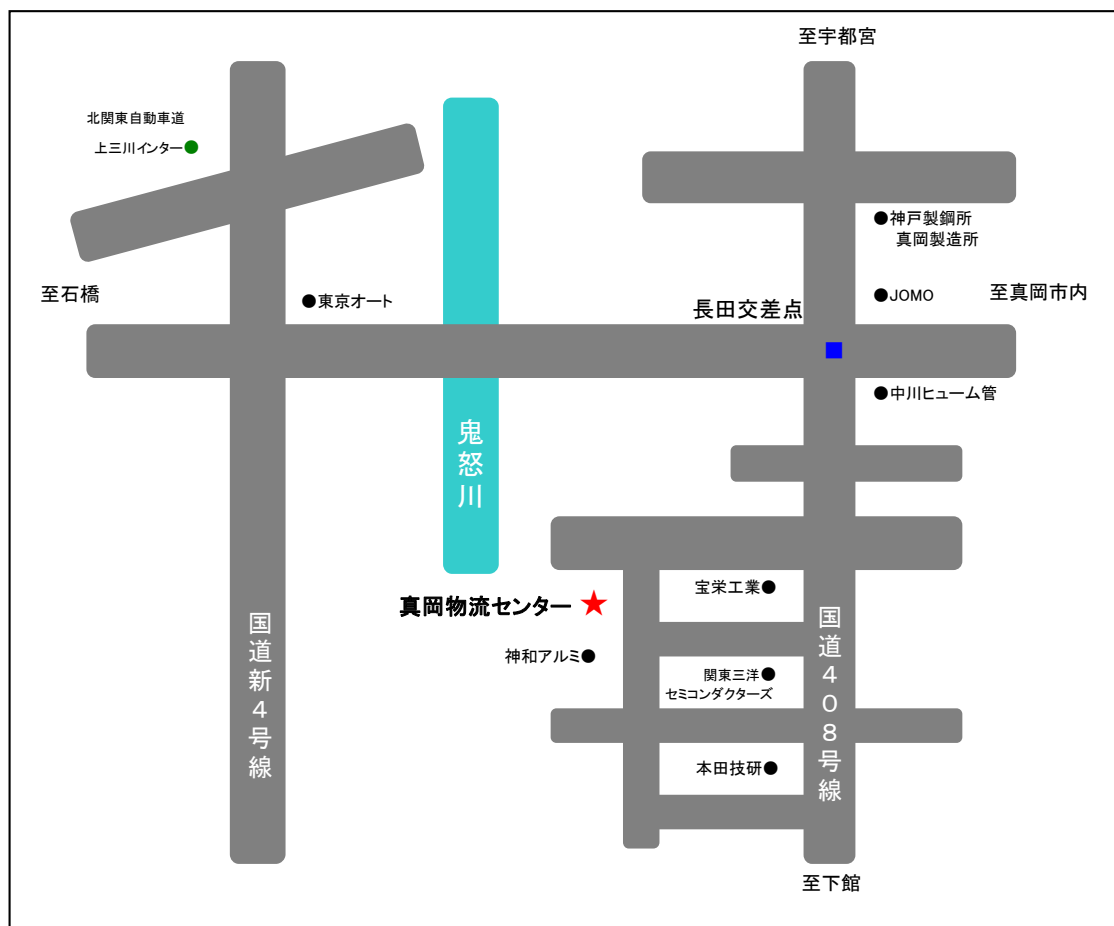 至宇都宮
北関東自動車道
上三川インター●
●神戸製鋼所
真岡製造所
至石橋
●東京オート
長田交差点
●JOMO
至真岡市内
●中川ヒューム管
鬼怒川
真岡物流センター ★
宝栄工業●
神和アルミ●
関東三洋●
セミコンダクターズ
本田技研●
国道新4号線
国道408号線
至下館